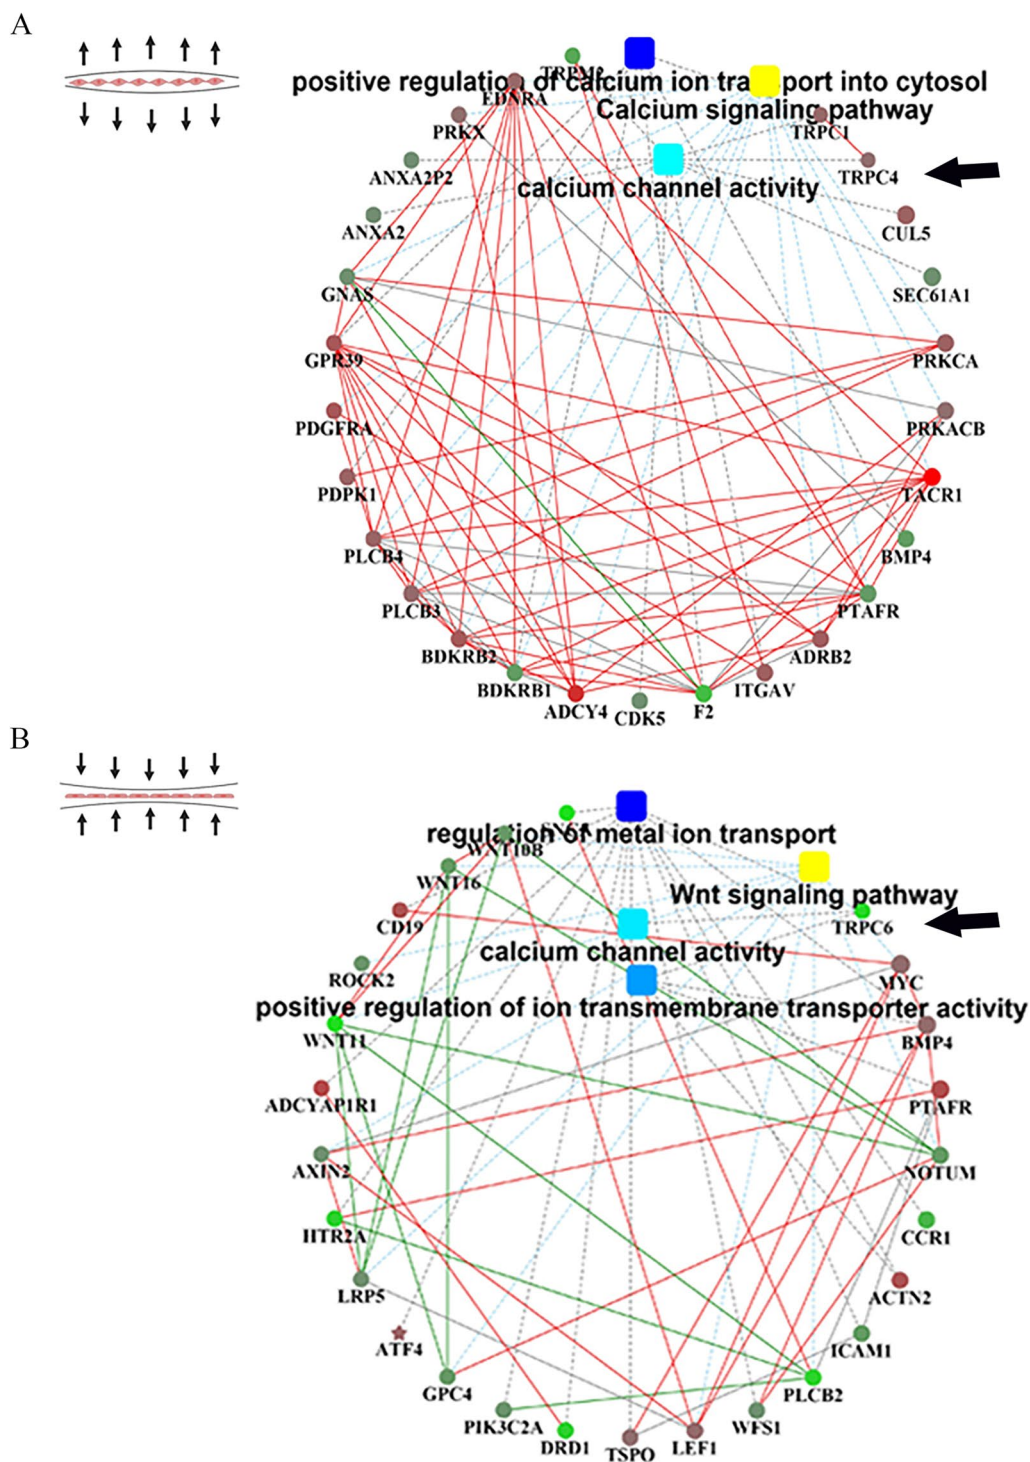 A
TRPM2
positive regulation of calcium ion transport into cytosol
EDNRA
Calcium signaling pathway
PRKX
TRPC1
ANXA2P2
TRPC4
calcium channel activity
ANXA2
CUL5
GNAS
SEC61A1
GPR39
PRKCA
PDGFRA
PRKACB
PDPK1
TACR1
PLCB4
BMP4
PLCB3
PTAFR
BDKRB2
ADRB2
BDKRB1
ITGAV
ADCY4
CDK5
F2
B
regulation of metal ion transport
WNT10B
WNT16
Wnt signaling pathway
CD19
TRPC6
calcium channel activity
ROCK2
MYC
positive regulation of ion transmembrane transporter activity
WNT11
BMP4
ADCYAP1R1
PTAFR
AXIN2
NOTUM
HTR2A
CCR1
LRP5
ACTN2
ATF4
ICAM1
GPC4
PLCB2
PIK3C2A
WFS1
DRD1
TSPO
LEF1